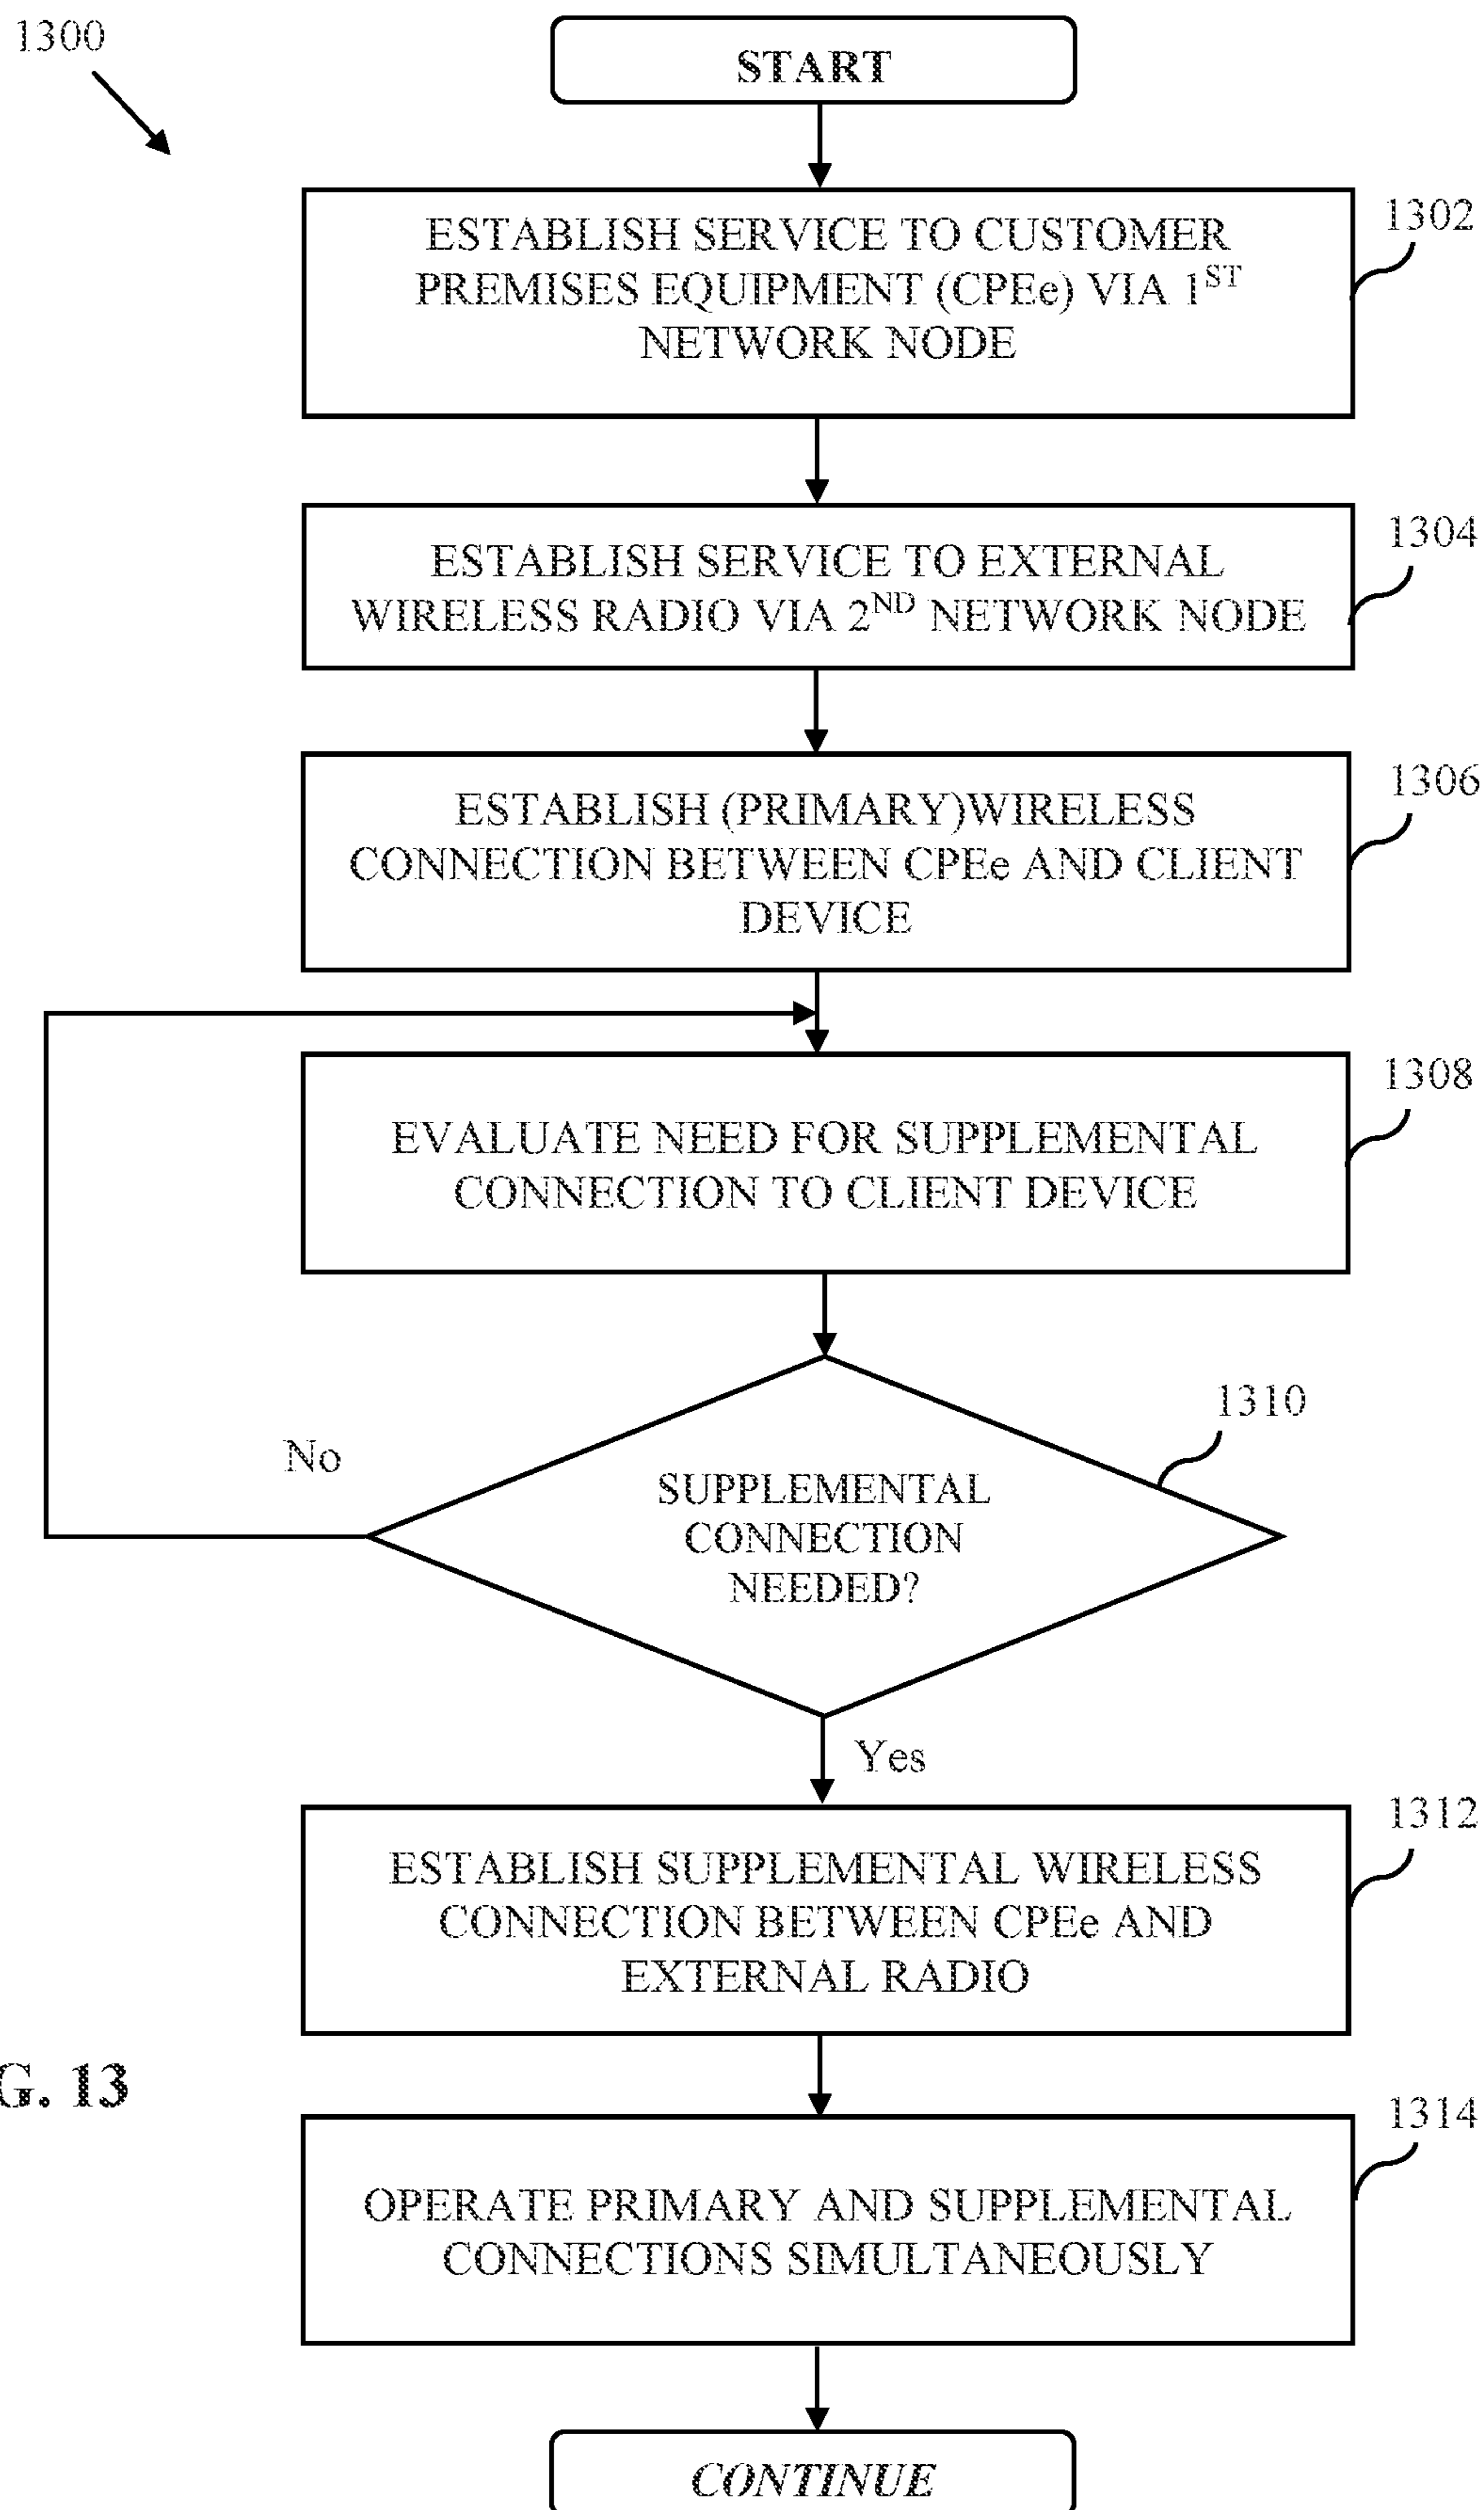 1300
START
ESTABLISH SERVICE TO CUSTOMER
PREMISES EQUIPMENT (CPEe) VIA 1ST
NETWORK NODE
1302
ESTABLISH SERVICE TO EXTERNAL
WIRELESS RADIO VIA 2ND NETWORK NODE
1304
ESTABLISH (PRIMARY)WIRELESS
CONNECTION BETWEEN CPEe AND CLIENT
DEVICE
1306
EVALUATE NEED FOR SUPPLEMENTAL
CONNECTION TO CLIENT DEVICE
1308
SUPPLEMENTAL
CONNECTION
NEEDED?
1310
No
Yes
ESTABLISH SUPPLEMENTAL WIRELESS
CONNECTION BETWEEN CPEe AND
EXTERNAL RADIO
1312
G. 13
OPERATE PRIMARY AND SUPPLEMENTAL
CONNECTIONS SIMULTANEOUSLY
1314
CONTINUE